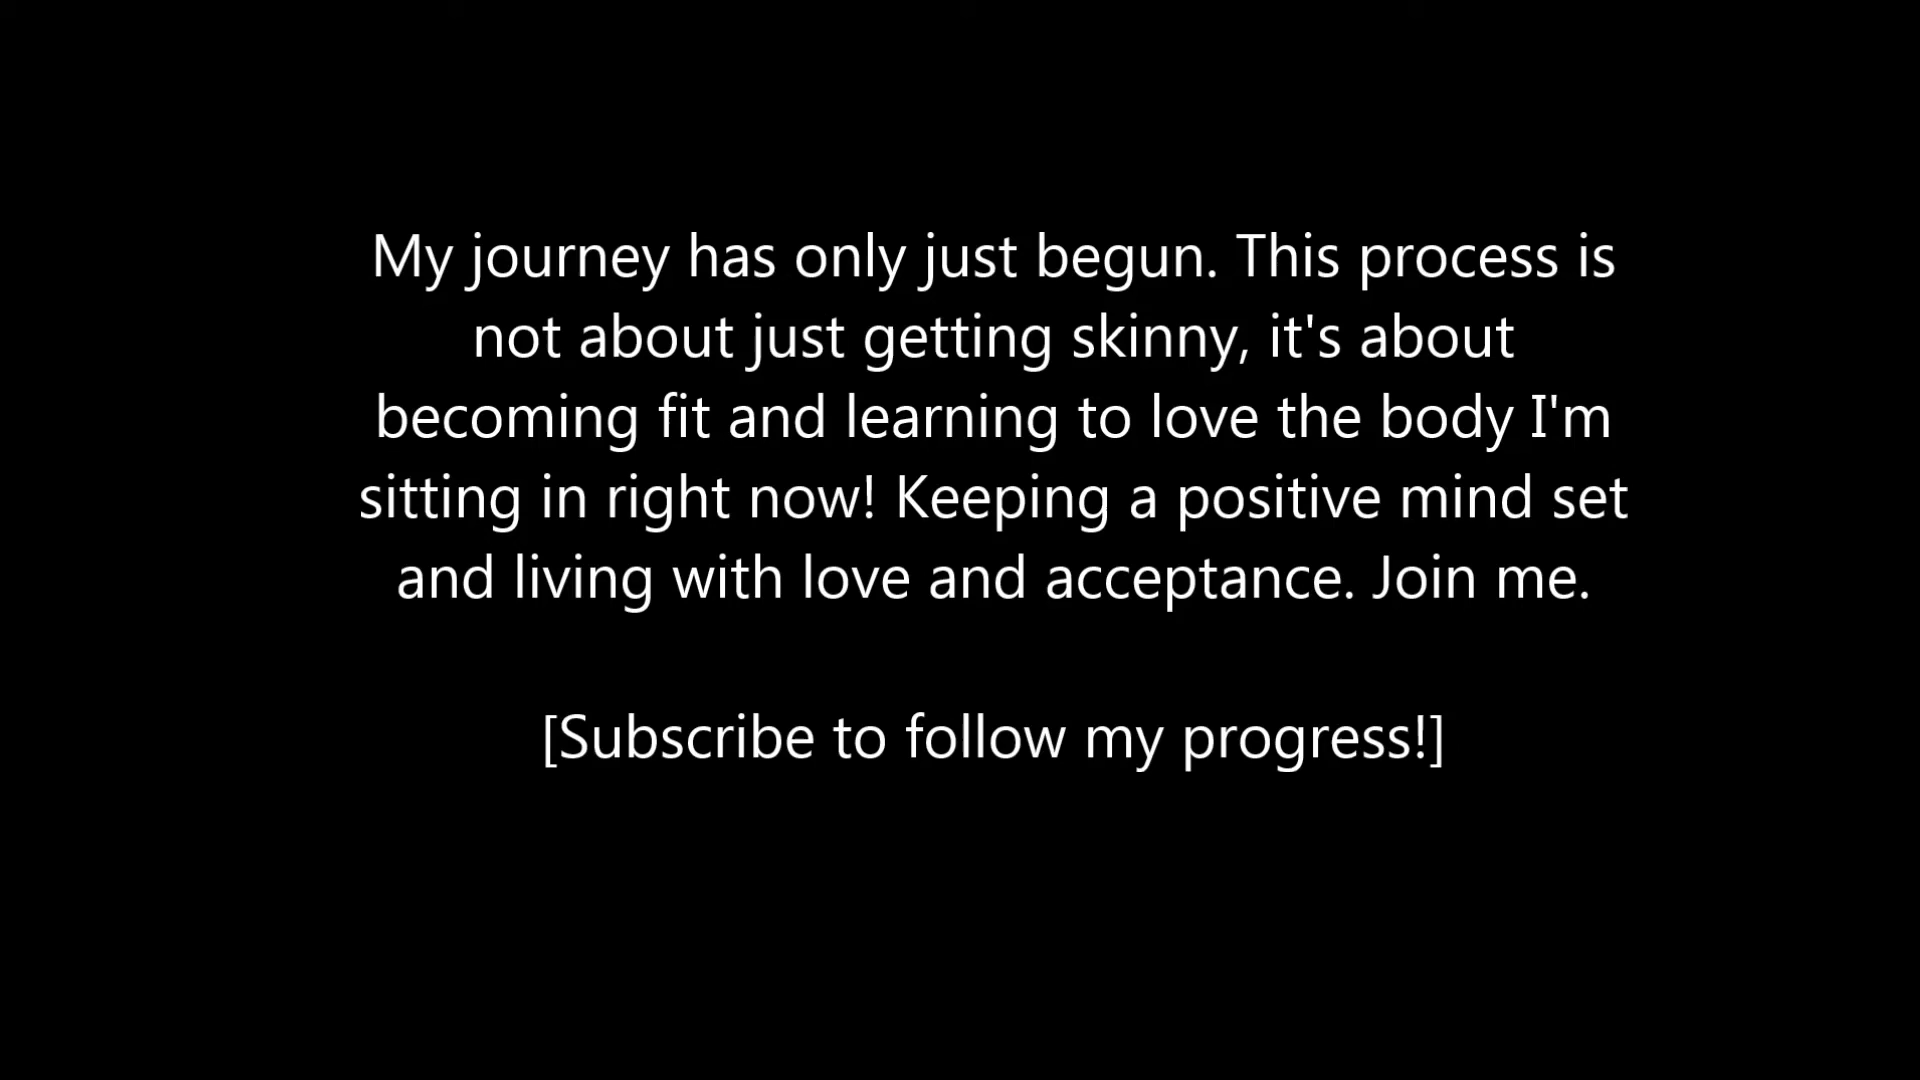 My journey has only just begun. This process is
not about just getting skinny, it's about
becoming fit and learning to love the body I'm
sitting in right now! Keeping a positive mind set
and living with love and acceptance. Join me.
[Subscribe to follow my progress!]